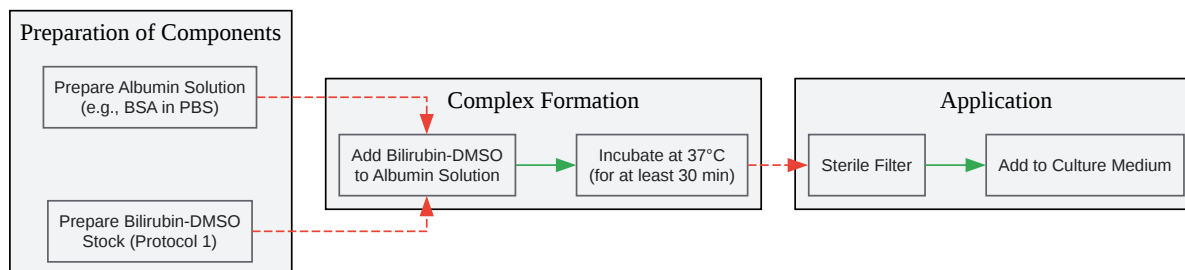 Preparation of Components
Prepare Albumin Solution
(e.g., BSA in PBS)
Prepare Bilirubin-DMSO
Stock (Protocol 1)
Complex Formation
Add Bilirubin-DMSO
to Albumin Solution
Incubate at 37°C
(for at least 30 min)
Application
Sterile Filter
Add to Culture Medium